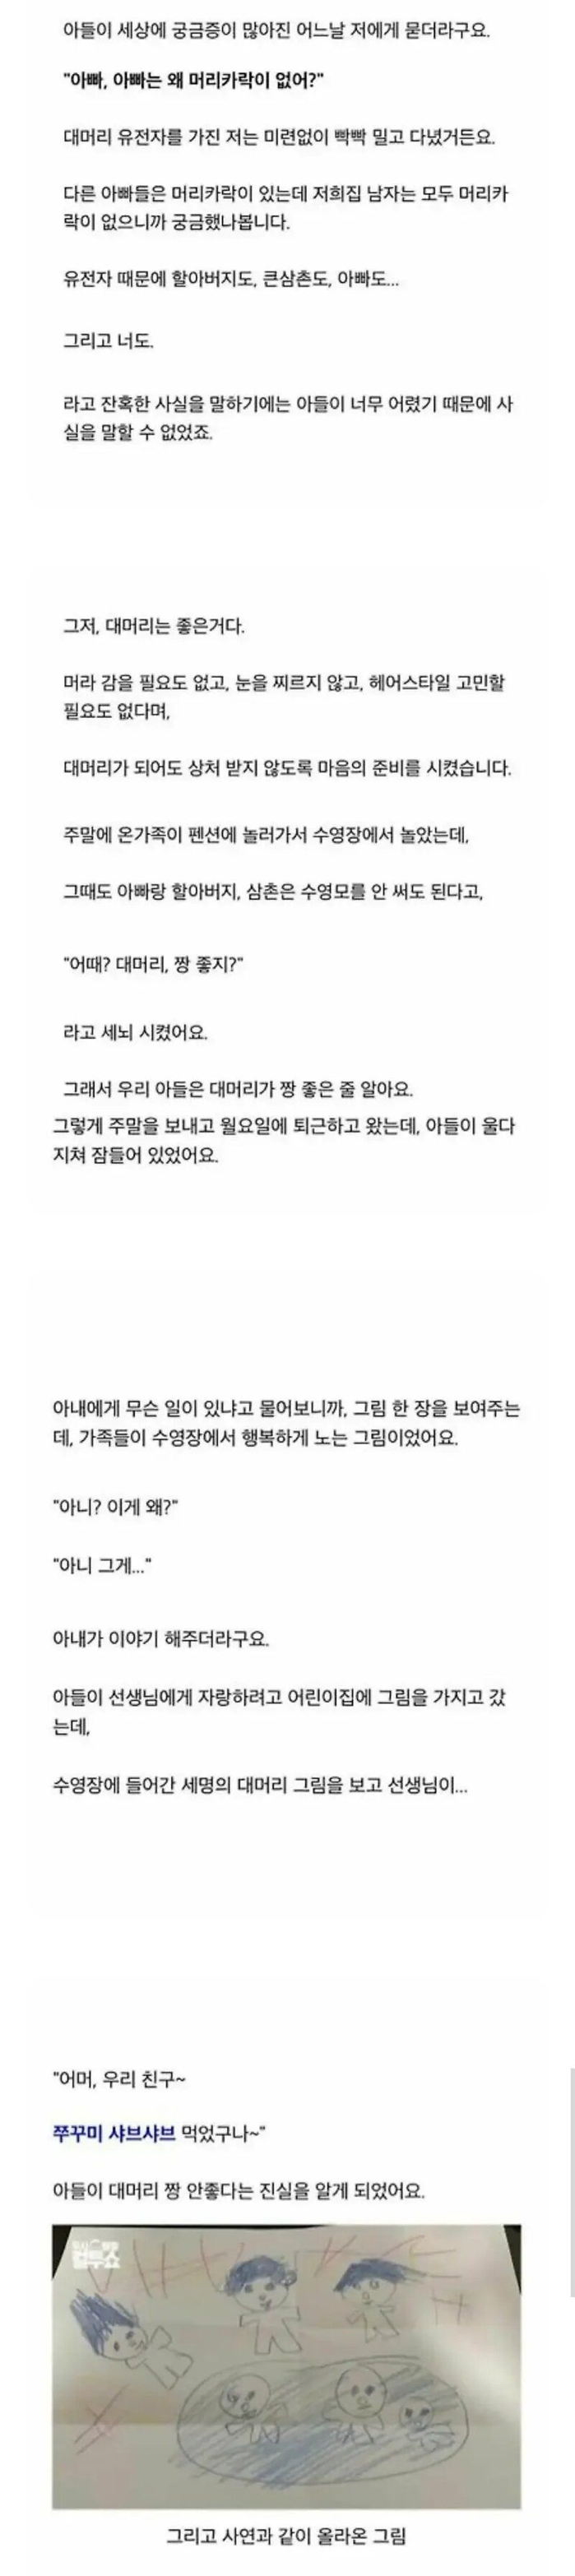 아들이 세상에 궁금증이 많아진 어느날 저에게 묻더라구요.
"아빠, 아빠는 왜 머리카락이 없어?"
대머리 유전자를 가진 저는 미련없이 빡빡 밀고 다녔거든요.
다른 아빠들은 머리카락이 있는데 저희집 남자는 모두 머리카
락이 없으니까 궁금했나봅니다.
유전자 때문에 할아버지도, 큰삼촌도, 아빠도...
그리고 너도.
라고 잔혹한 사실을 말하기에는 아들이 너무 어렸기 때문에 사
실을 말할 수 없었죠.
그저, 대머리는 좋은거다.
머라 감을 필요도 없고, 눈을 찌르지 않고, 헤어스타일 고민할
필요도 없다며,
대머리가 되어도 상처 받지 않도록 마음의 준비를 시켰습니다.
주말에 온가족이 펜션에 놀러가서 수영장에서 놀았는데,
그때도 아빠랑 할아버지, 삼촌은 수영모를 안 써도 된다고,
"어때? 대머리, 짱 좋지?"
라고 세뇌 시켰어요.
그래서 우리 아들은 대머리가 짱 좋은 줄 알아요.
그렇게 주말을 보내고 월요일에 퇴근하고 왔는데, 아들이 울다
지쳐 잠들어 있었어요.
아내에게 무슨 일이 있냐고 물어보니까, 그림 한 장을 보여주는
데, 가족들이 수영장에서 행복하게 노는 그림이었어요.
"아니? 이게 왜?"
"아니 그게..."
아내가 이야기 해주더라구요.
아들이 선생님에게 자랑하려고 어린이집에 그림을 가지고 갔
는데,
수영장에 들어간 세명의 대머리 그림을 보고 선생님이...
"어머, 우리 친구~
쭈꾸미 샤브샤브 먹었구나~"
아들이 대머리 짱 안좋다는 진실을 알게 되었어요.
컬투쇼
그리고 사연과 같이 올라온 그림